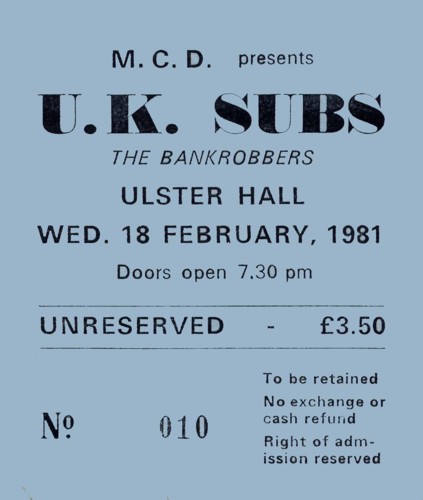 M.C.D. presents
U.K. SUBS
THE BANKROBBERS
ULSTER HALL
WED. 18 FEBRUARY, 1981
Doors open 7.30 pm
UNRESERVED - £3.50
To be retained
No exchange or
cash refund
Right of adm-
ission reserved
Nº 010